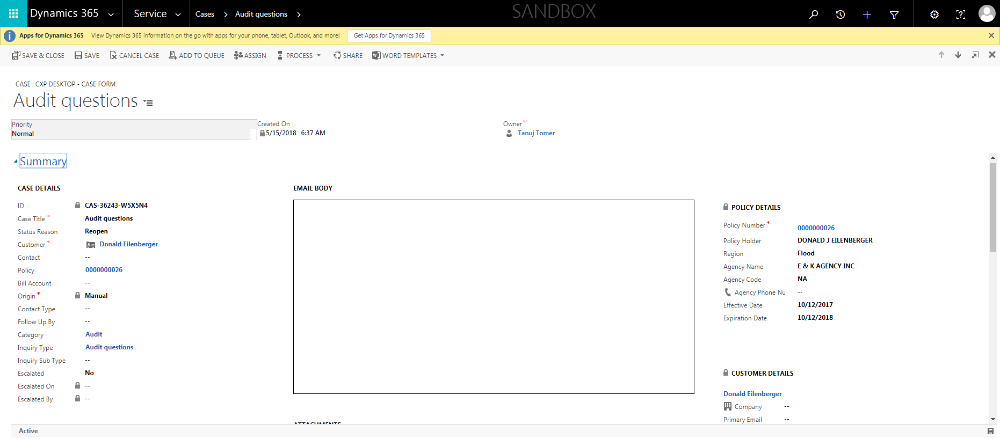 Dynamics 365 Service Cases Audit questions SANDBOX
Apps for Dynamics 365 View Dynamics 365 information on the go with apps for your phone, tablet, Outlook, and more! Get Apps for Dynamics 365
SAVE & CLOSE SAVE CANCEL CASE ADD TO QUEUE ASSIGN PROCESS SHARE WORD TEMPLATES
CASE : CXP DESKTOP - CASE FORM
Audit questions
Priority
Normal
Created On
5/15/2018 6:37 AM
Owner*
Tanuj Tomer
Summary
CASE DETAILS
ID CAS-36243-W5X5N4
Case Title* Audit questions
Status Reason Reopen
Customer* Donald Eilenberger
Contact --
Policy 0000000026
Bill Account --
Origin* Manual
Contact Type --
Follow Up By --
Category Audit
Inquiry Type Audit questions
Inquiry Sub Type --
Escalated No
Escalated On --
Escalated By --
EMAIL BODY
ATTACHMENTS
POLICY DETAILS
Policy Number* 0000000026
Policy Holder DONALD J EILENBERGER
Region Flood
Agency Name E & K AGENCY INC
Agency Code NA
Agency Phone Nu --
Effective Date 10/12/2017
Expiration Date 10/12/2018
CUSTOMER DETAILS
Donald Eilenberger
Company --
Primary Email --
Active